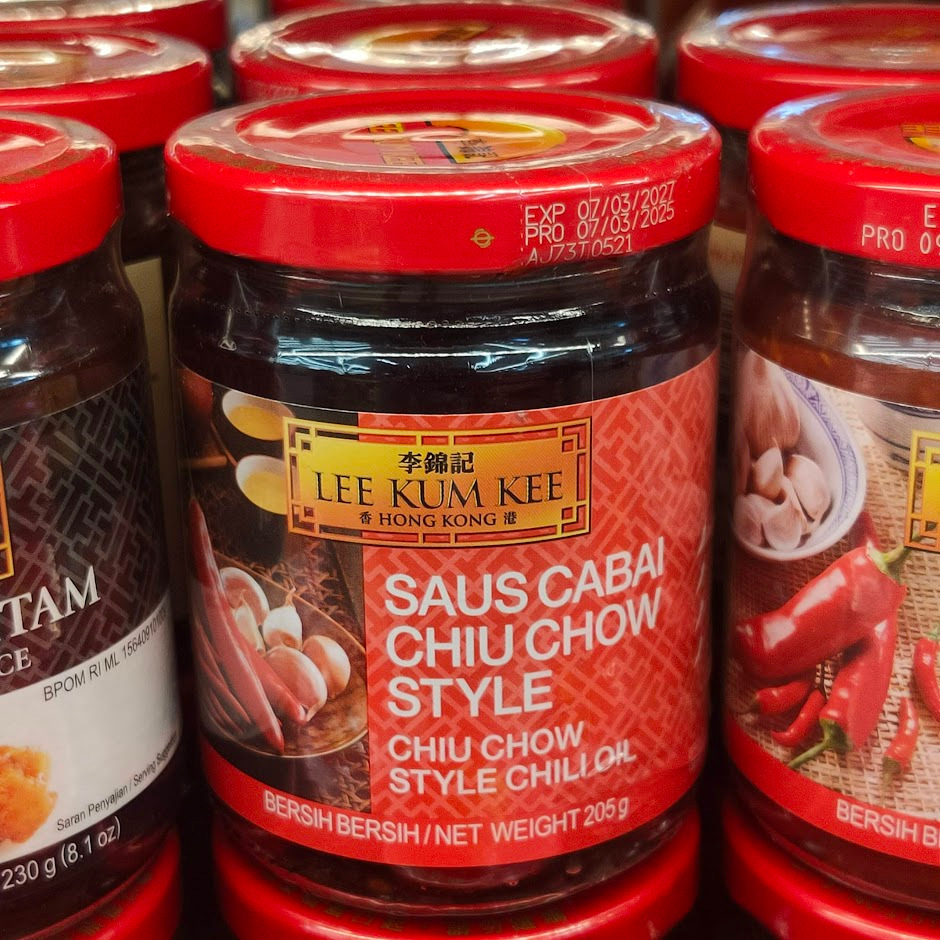 EXP 07/03/2027
PRO 07/03/2025
AJ73T0521
李錦記
LEE KUM KEE
香 HONG KONG 港
SAUS CABAI
CHIU CHOW
STYLE
CHIU CHOW
STYLE CHILI OIL
BERSIH BERSIH / NET WEIGHT 205 g
TAM
CE
BPOM RI ML
Saran Penyajian / Serving Suggestion
230 g (8.1 oz)
E
PRO 0
BERSIH B